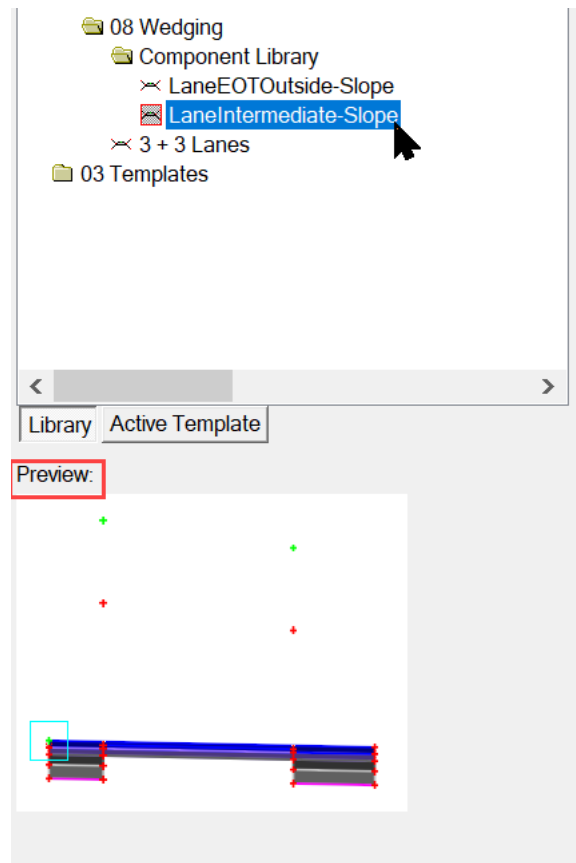 08 Wedging
Component Library
LaneEOTOutside-Slope
LaneIntermediate-Slope
3 + 3 Lanes
03 Templates
Library Active Template
Preview: